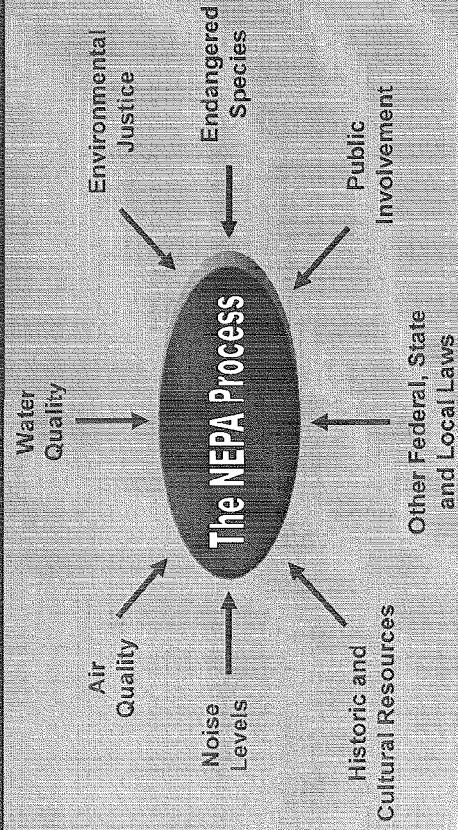 Water
Quality
Air
Quality
Environmental
Justice
Noise
Levels
The NEPA Process
Endangered
Species
Historic and
Cultural Resources
Other Federal, State
and Local Laws
Public
Involvement